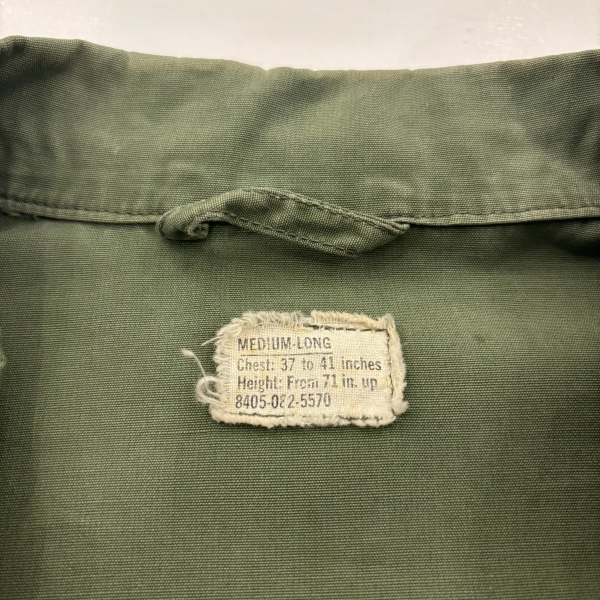 MEDIUM-LONG
Chest: 37 to 41 inches
Height: From 71 in. up
8405-082-5570